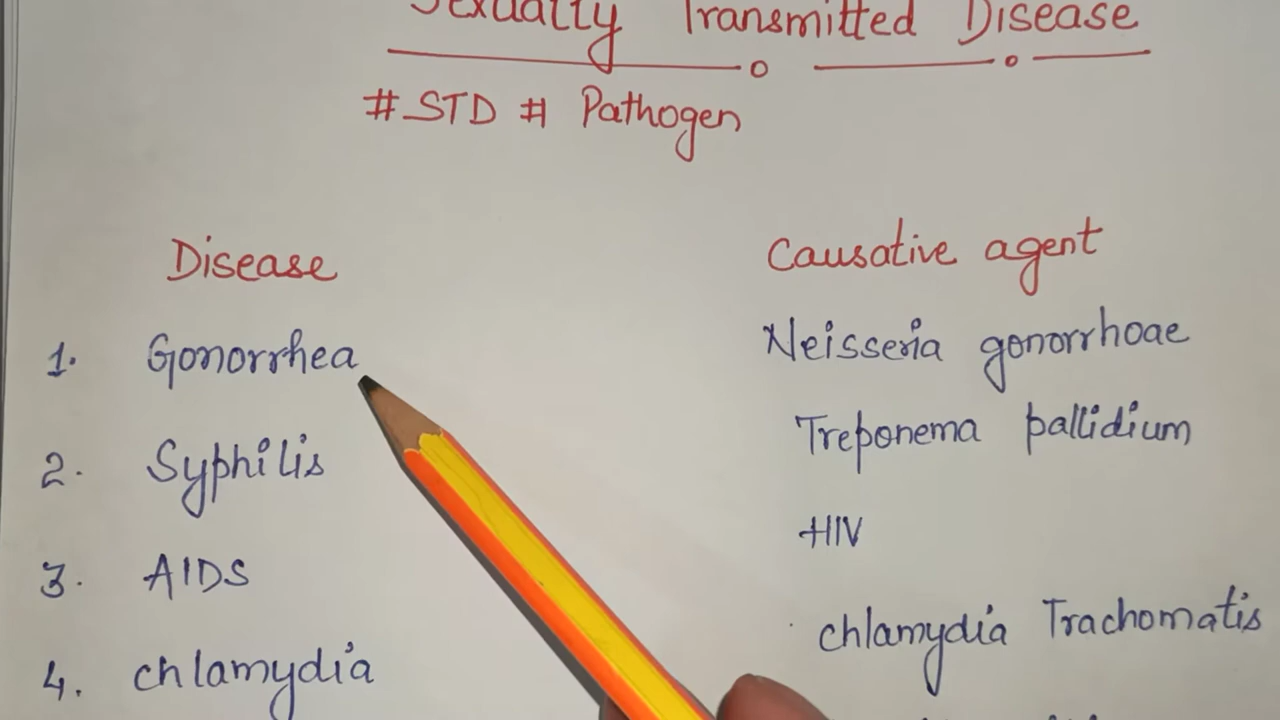 Sexually Transmitted Disease
# STD # Pathogen
Disease Causative agent
1. Gonorrhea Neisseria gonorrhoae
2. Syphilis Treponema pallidium
3. AIDS HIV
4. chlamydia chlamydia Trachomatis